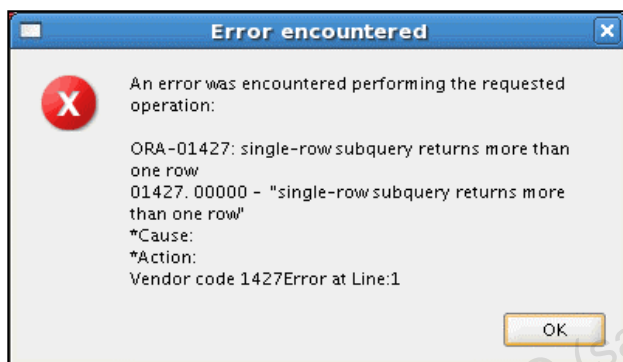 Error encountered
An error was encountered performing the requested
operation:
ORA-01427: single-row subquery returns more than
one row
01427. 00000 - "single-row subquery returns more
than one row"
*Cause:
*Action:
Vendor code 1427Error at Line:1
OK